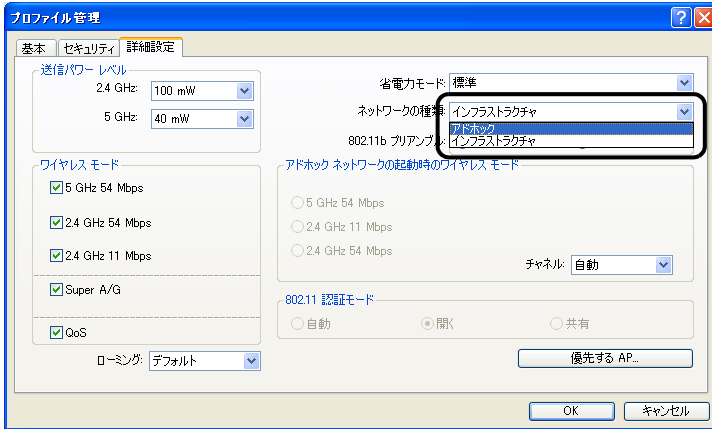 プロファイル管理
基本 セキュリティ 詳細設定
送信パワー レベル
2.4 GHz: 100 mW
5 GHz: 40 mW
省電力モード: 標準
ネットワークの種類: インフラストラクチャ
アドホック
インフラストラクチャ
802.11b プリアンブル:
ワイヤレス モード
5 GHz 54 Mbps
2.4 GHz 54 Mbps
2.4 GHz 11 Mbps
Super A/G
QoS
ローミング: デフォルト
アドホック ネットワークの起動時のワイヤレス モード
5 GHz 54 Mbps
2.4 GHz 11 Mbps
2.4 GHz 54 Mbps
チャネル: 自動
802.11 認証モード
自動 開く 共有
優先する AP...
OK キャンセル